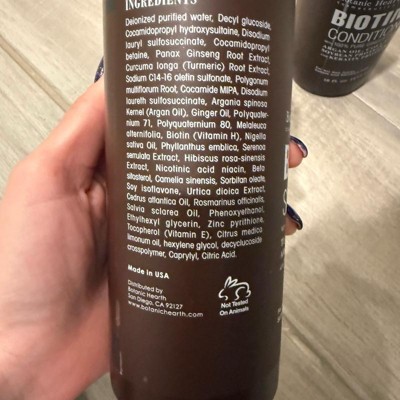 INGREDIENTS
Deionized purified water, Decyl glucoside,
Cocamidopropyl hydroxysultaine, Disodium
lauryl sulfosuccinate, Cocamidopropyl
betaine, Panax Ginseng Root Extract,
Curcuma longa (Turmeric) Root Extract,
Sodium C14-16 olefin sulfonate, Polygonum
multiflorum Root, Cocamide MIPA, Disodium
laureth sulfosuccinate, Argania spinosa
Kernel (Argan Oil), Ginger Oil, Polyquater-
nium 71, Polyquaternium 80, Melaleuca
alternifolia, Biotin (Vitamin H), Nigella
sativa Oil, Phyllanthus emblica, Serenoa
serrulata Extract, Hibiscus rosa-sinensis
Extract, Nicotinic acid niacin, Beta
sitosterol, Camelia sinensis, Sorbitan oleate,
Soy isoflavone, Urtica dioica Extract,
Cedrus atlantica Oil, Rosmarinus officinalis,
Salvia sclarea Oil, Phenoxyethanol,
Ethylhexyl glycerin, Zinc pyrithione,
Tocopherol (Vitamin E), Citrus medica
limonum oil, hexylene glycol, decyclucoside
crosspolymer, Caprylyl, Citric Acid.
Made in USA
Distributed by
Botanic Hearth
San Diego, CA 92127
www.botanichearth.com
Not Tested
On Animals
BIOTIN
CONDITI